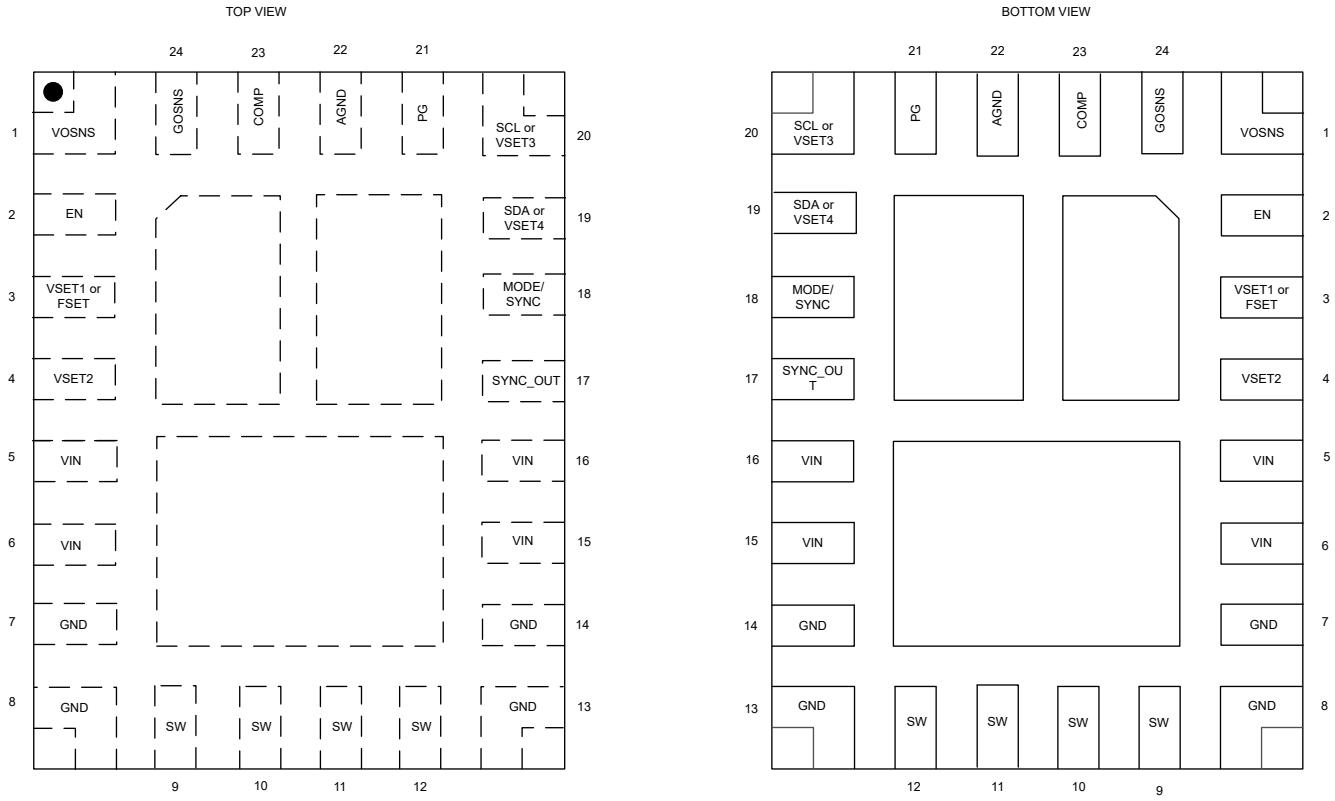 TOP VIEW
24
23
22
21
GOSNS
COMP
AGND
PG
1
VOSNS
SCL or
VSET3
20
2
EN
SDA or
VSET4
19
3
VSET1 or
FSET
MODE/
SYNC
18
4
VSET2
SYNC_OUT
17
5
VIN
VIN
16
6
VIN
VIN
15
7
GND
GND
14
8
GND
GND
13
SW
SW
SW
SW
9
10
11
12
BOTTOM VIEW
21
22
23
24
PG
AGND
COMP
GOSNS
20
SCL or
VSET3
VOSNS
1
19
SDA or
VSET4
EN
2
18
MODE/
SYNC
VSET1 or
FSET
3
17
SYNC_OU
T
VSET2
4
16
VIN
VIN
5
15
VIN
VIN
6
14
GND
GND
7
13
GND
GND
8
SW
SW
SW
SW
12
11
10
9